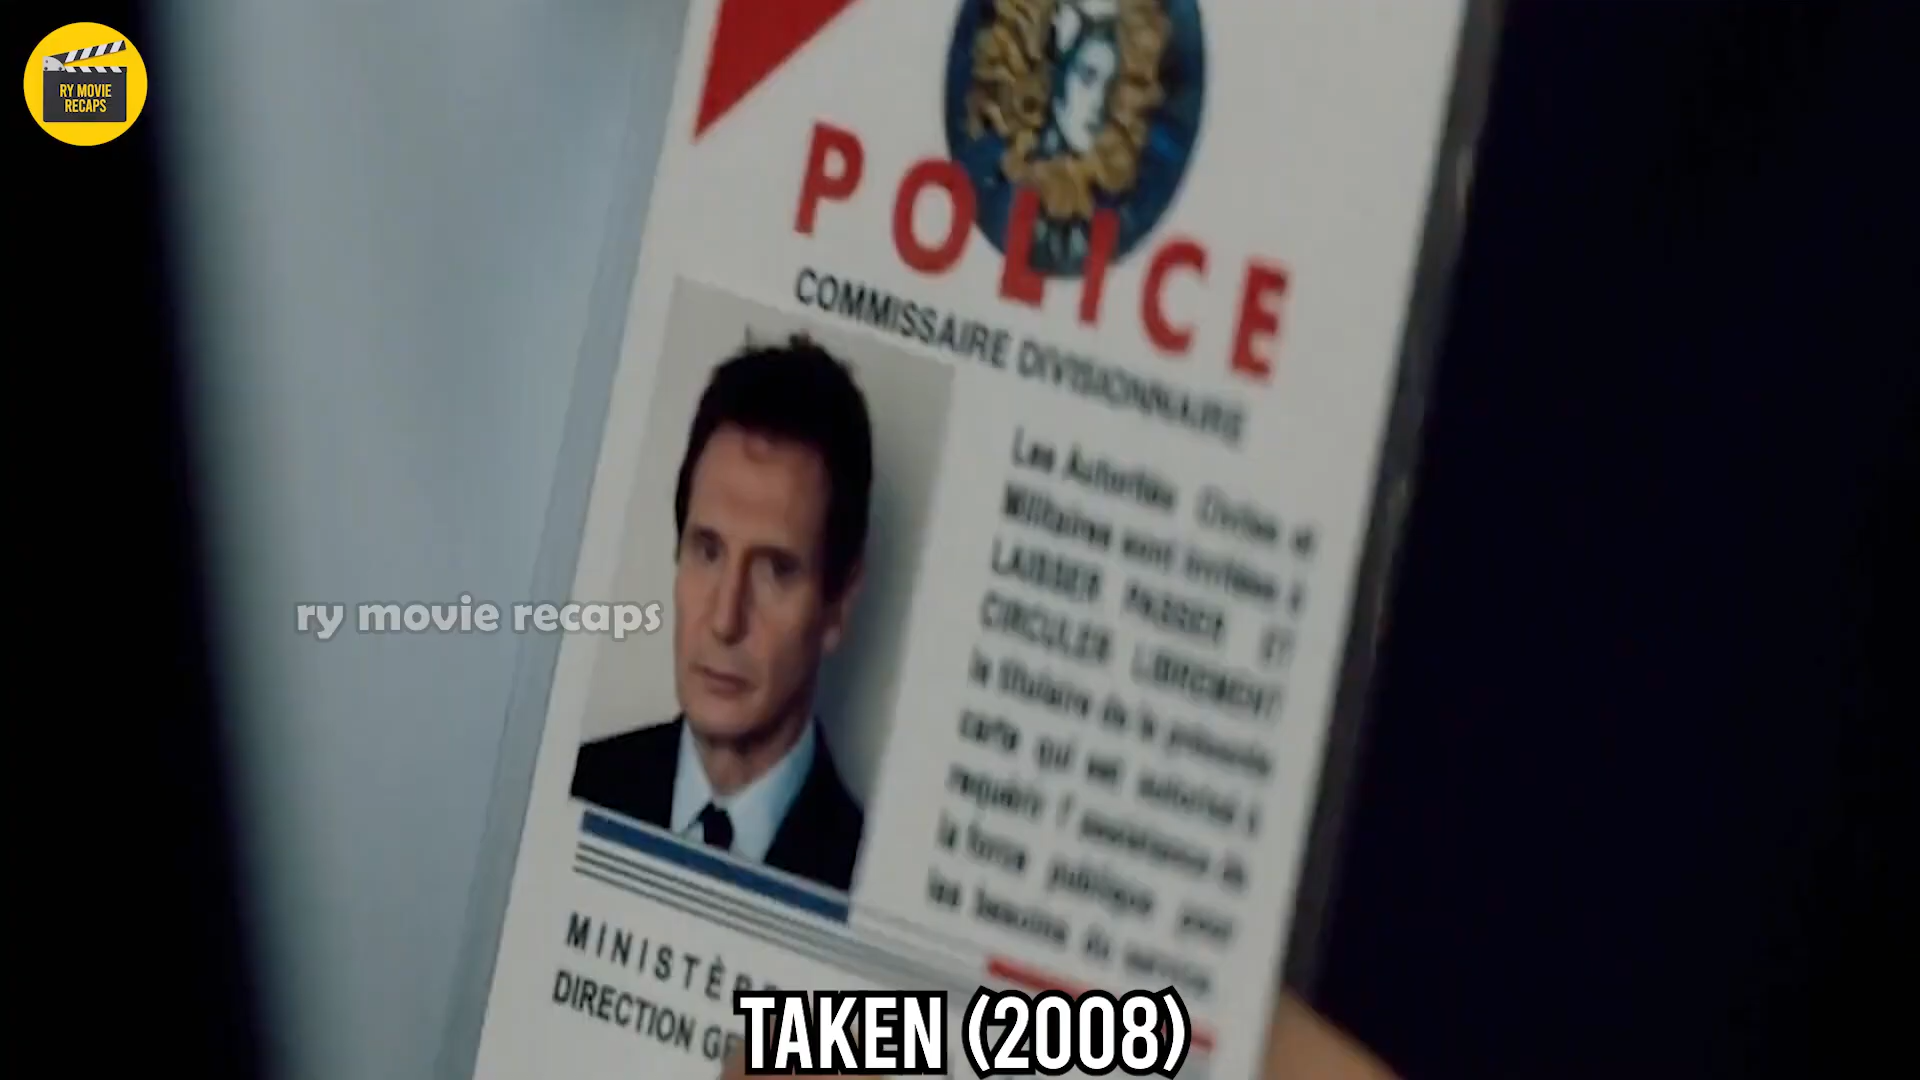 RY MOVIE
RECAPS
POLICE
COMMISSAIRE DIVISIONNAIRE
Les Autorités Civiles et
Militaires sont invitées à
LAISSER PASSER ET
CIRCULER LIBREMENT
le titulaire de la présente
carte qui est autorisé à
requérir l'assistance de
la force publique pour
les besoins du service
ry movie recaps
MINISTÈRE
DIRECTION GÉ
TAKEN (2008)